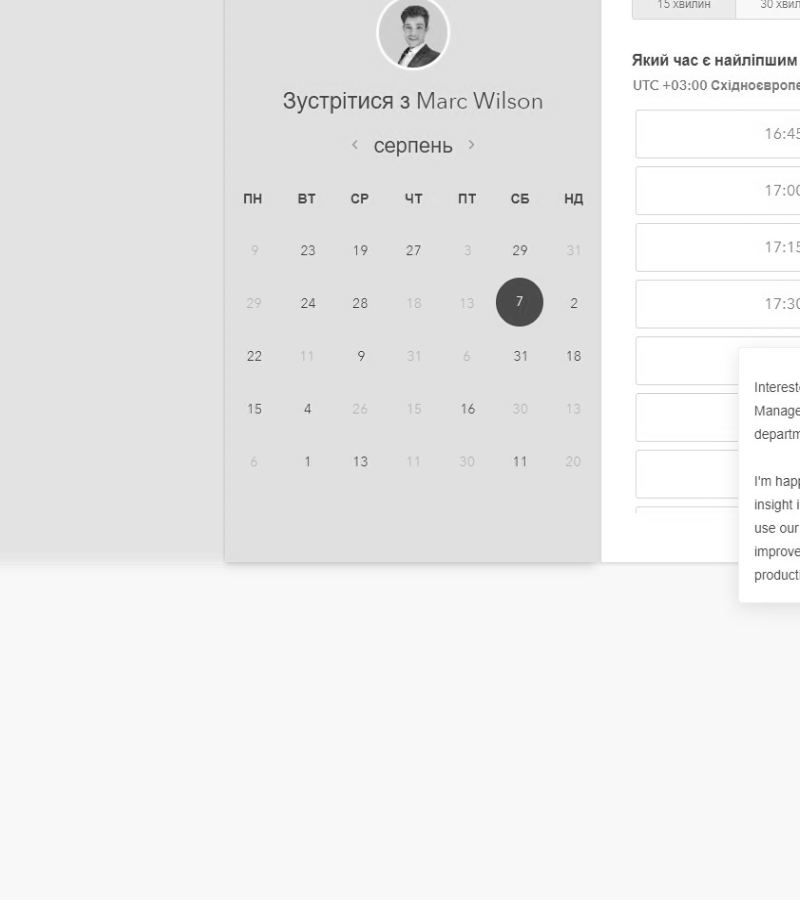 15 хвилин
30 хвил
Зустрітися з Marc Wilson
серпень
ПН ВТ СР ЧТ ПТ СБ НД
9 23 19 27 3 29 31
29 24 28 18 13 7 2
22 11 9 31 6 31 18
15 4 26 15 16 30 13
6 1 13 11 30 11 20
Який час є найліпшим
UTC +03:00 Східноєвропе
16:45
17:00
17:15
17:30
Interest
Manage
departm
I'm hap
insight i
use our
improve
product